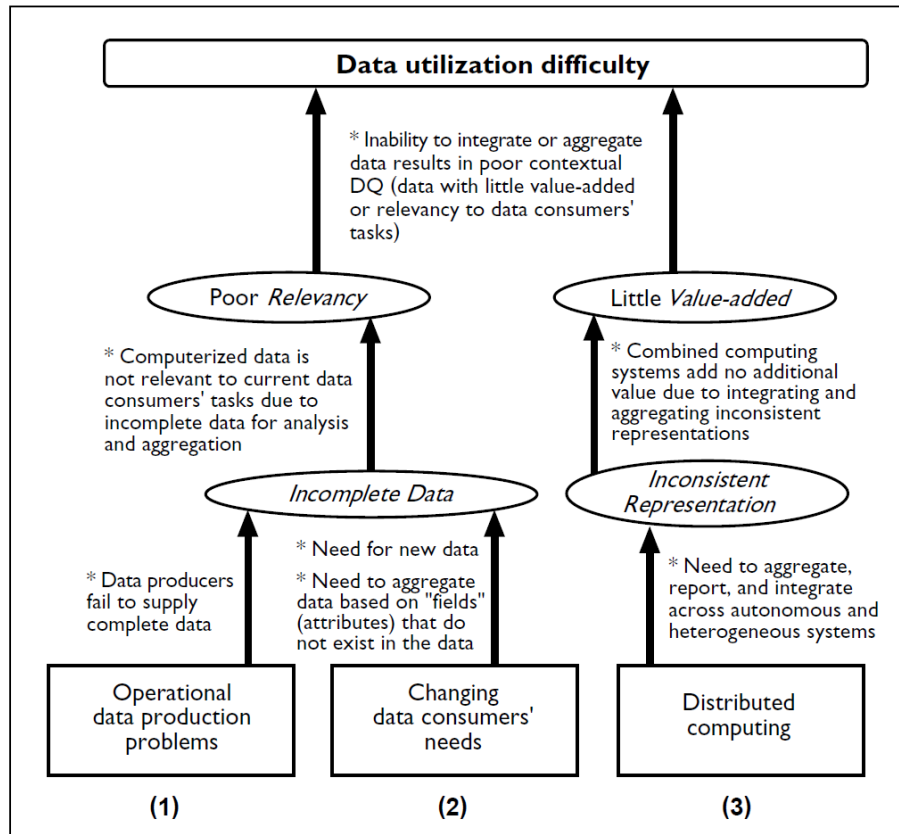 Data utilization difficulty
* Inability to integrate or aggregate
data results in poor contextual
DQ (data with little value-added
or relevancy to data consumers'
tasks)
Poor Relevancy
Little Value-added
* Computerized data is
not relevant to current data
consumers' tasks due to
incomplete data for analysis
and aggregation
* Combined computing
systems add no additional
value due to integrating and
aggregating inconsistent
representations
Incomplete Data
Inconsistent
Representation
* Data producers
fail to supply
complete data
* Need for new data
* Need to aggregate
data based on "fields"
(attributes) that do
not exist in the data
* Need to aggregate,
report, and integrate
across autonomous and
heterogeneous systems
Operational
data production
problems
Changing
data consumers'
needs
Distributed
computing
(1)
(2)
(3)